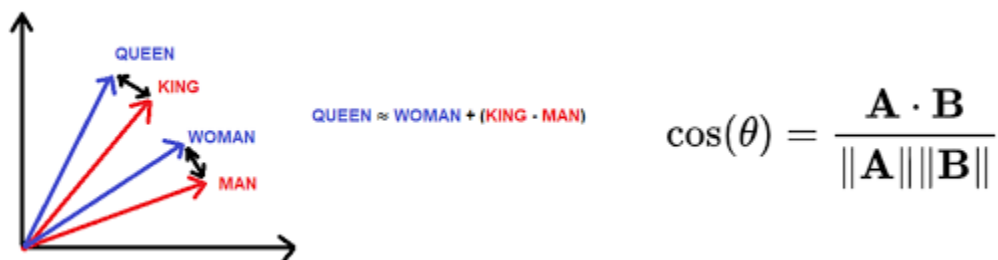 QUEEN
KING
WOMAN
MAN
QUEEN ≈ WOMAN + (KING - MAN)
cos(θ) = A · B / ‖A‖‖B‖